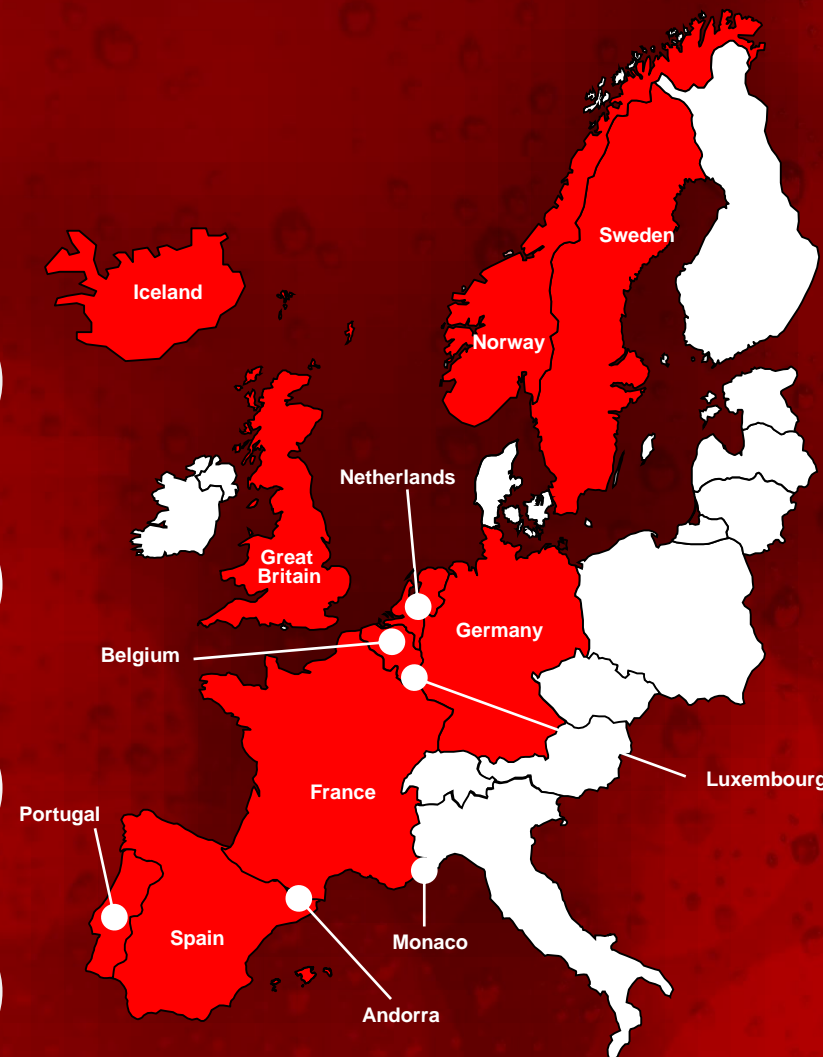 Sweden
Iceland
Norway
Netherlands
Great
Britain
Germany
Belgium
Luxembourg
France
Portugal
Spain
Monaco
Andorra